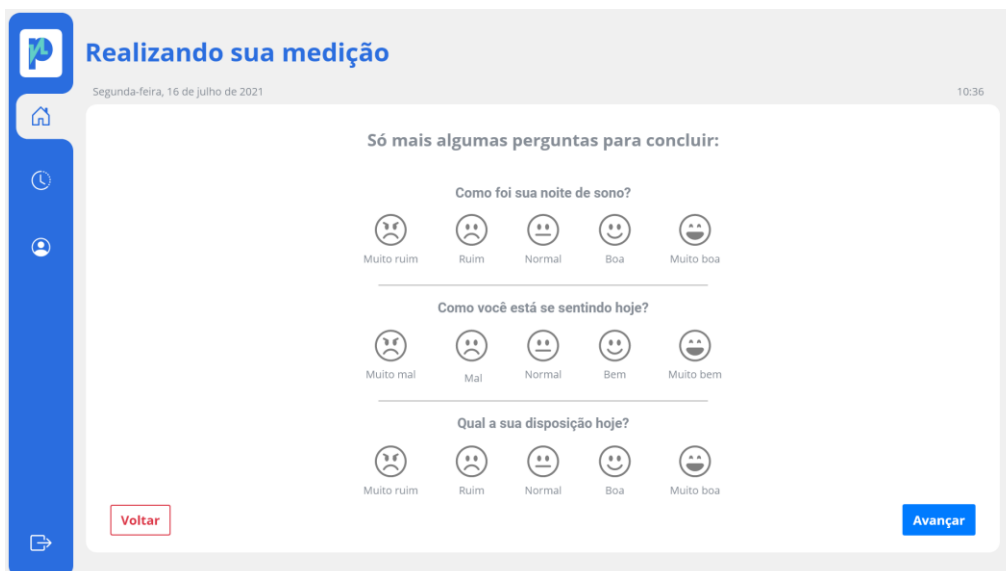 Realizando sua medição
Segunda-feira, 16 de julho de 2021 10:36
Só mais algumas perguntas para concluir:
Como foi sua noite de sono?
Muito ruim Ruim Normal Boa Muito boa
Como você está se sentindo hoje?
Muito mal Mal Normal Bem Muito bem
Qual a sua disposição hoje?
Muito ruim Ruim Normal Boa Muito boa
Voltar Avançar